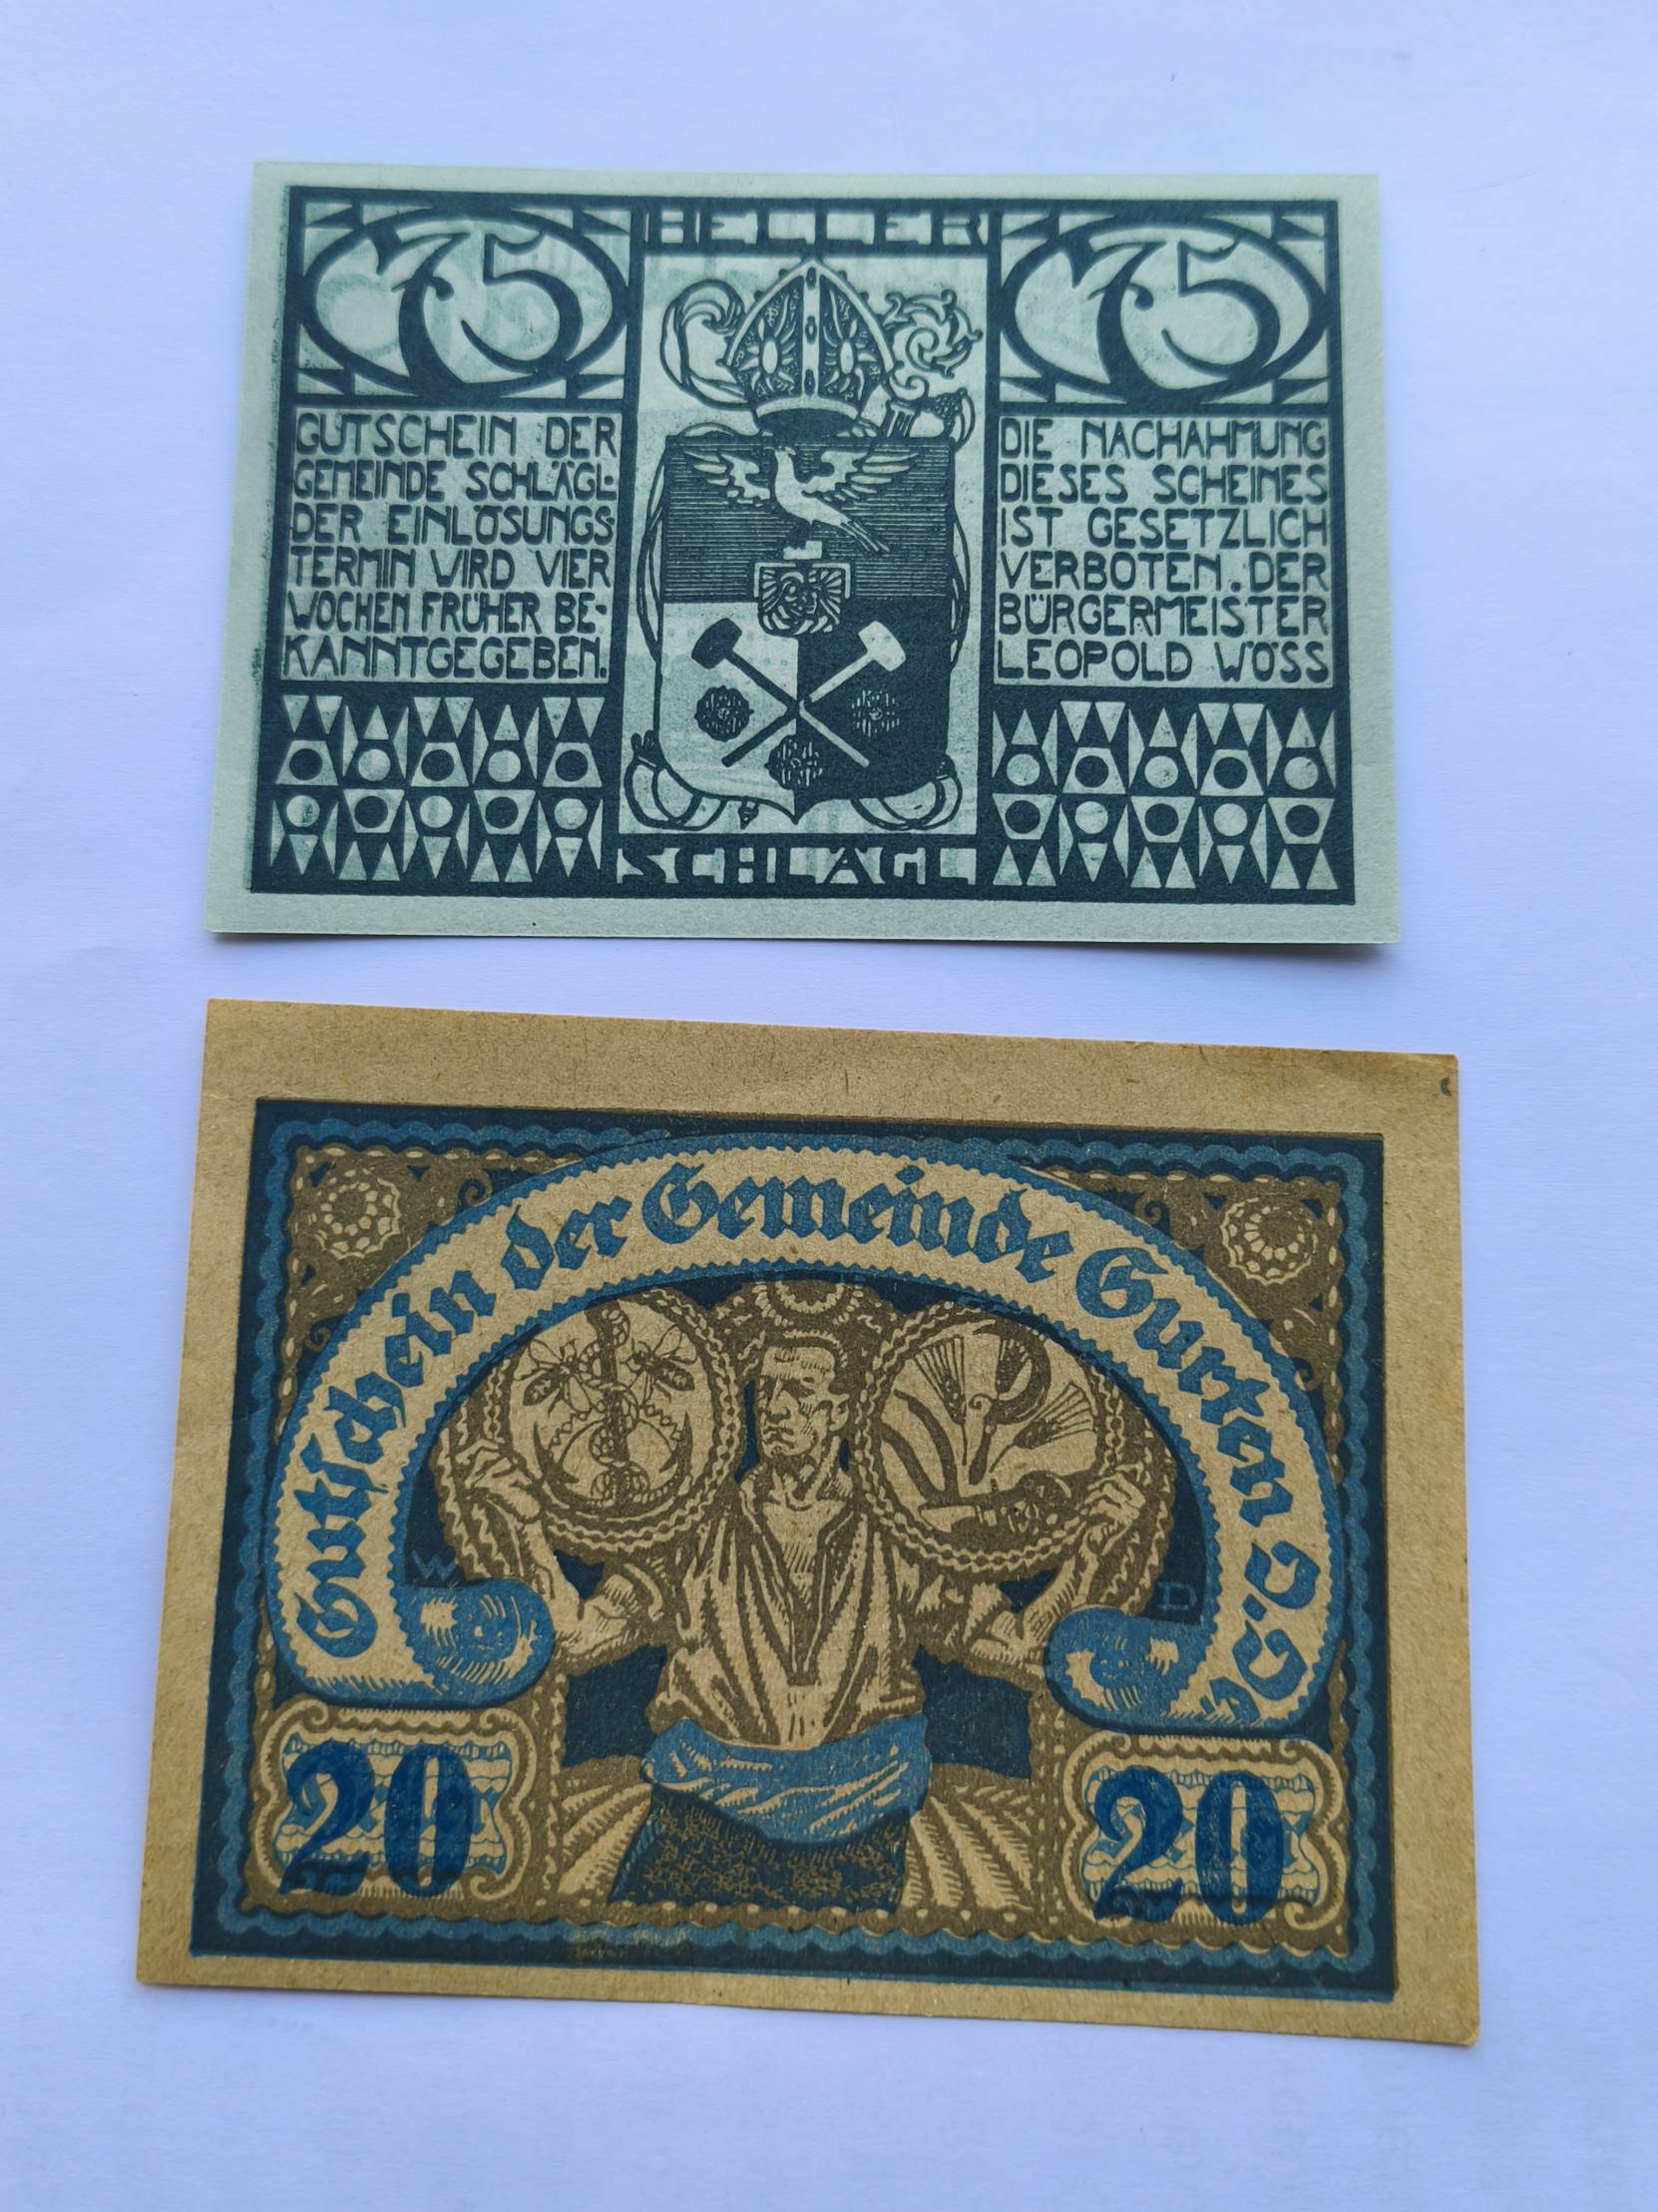 HELLER
75
75
GUTSCHEIN DER
GEMEINDE SCHLÄGL·
DER EINLÖSUNGS-
TERMIN WIRD VIER
WOCHEN FRÜHER BE-
KANNTGEGEBEN.
DIE NACHAHMUNG
DIESES SCHEINES
IST GESETZLICH
VERBOTEN. DER
BÜRGERMEISTER
LEOPOLD WÖSS
SCHLÄGL
Gutschein der Gemeinde Gurten O.Ö.
W
D
20
20